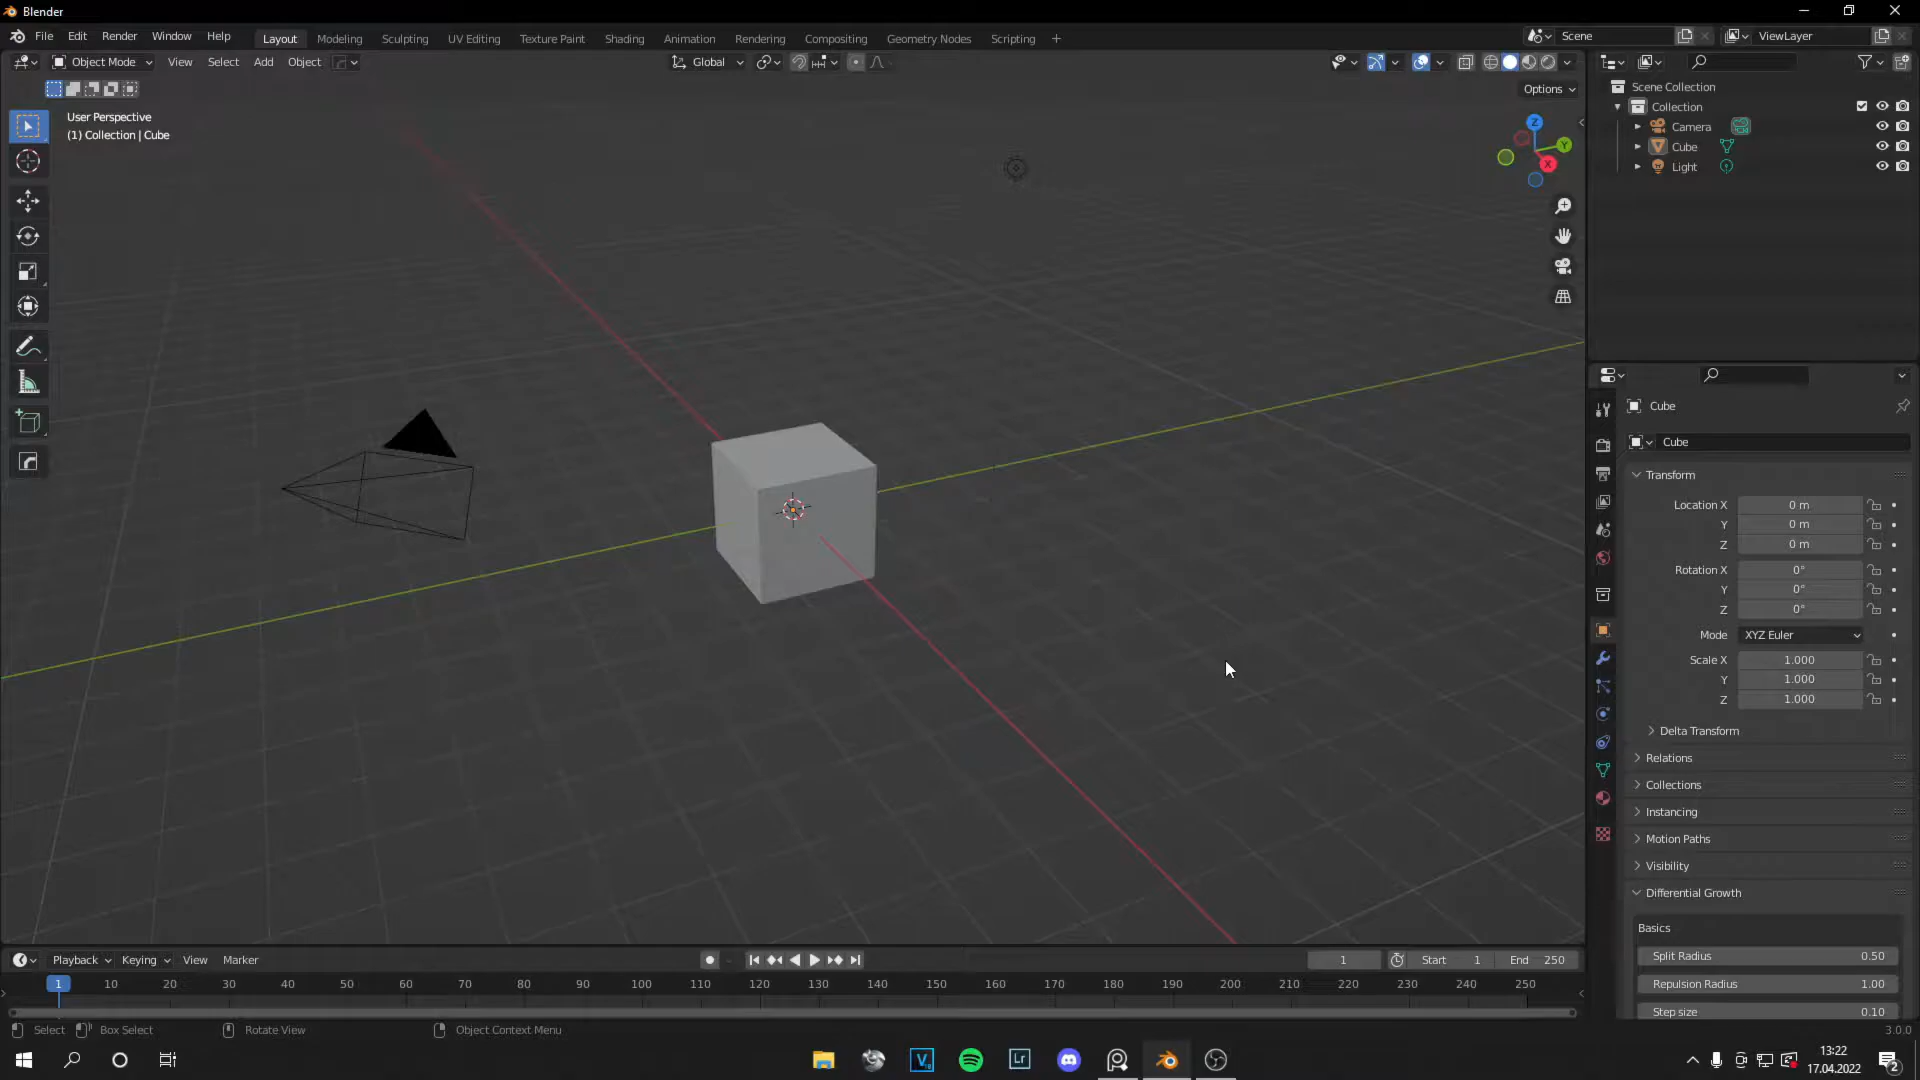 Blender
File Edit Render Window Help Layout Modeling Sculpting UV Editing Texture Paint Shading Animation Rendering Compositing Geometry Nodes Scripting + Scene ViewLayer
Object Mode View Select Add Object Global
Options
User Perspective
(1) Collection | Cube
Z
Y
X
Scene Collection
Collection
Camera
Cube
Light
Cube
Cube
Transform
Location X 0 m
Y 0 m
Z 0 m
Rotation X 0°
Y 0°
Z 0°
Mode XYZ Euler
Scale X 1.000
Y 1.000
Z 1.000
Delta Transform
Relations
Collections
Instancing
Motion Paths
Visibility
Differential Growth
Basics
Split Radius 0.50
Repulsion Radius 1.00
Step size 0.10
Playback Keying View Marker 1 Start 1 End 250
1 10 20 30 40 50 60 70 80 90 100 110 120 130 140 150 160 170 180 190 200 210 220 230 240 250
Select Box Select Rotate View Object Context Menu 3.0.0
Lr
13:22
17.04.2022
2